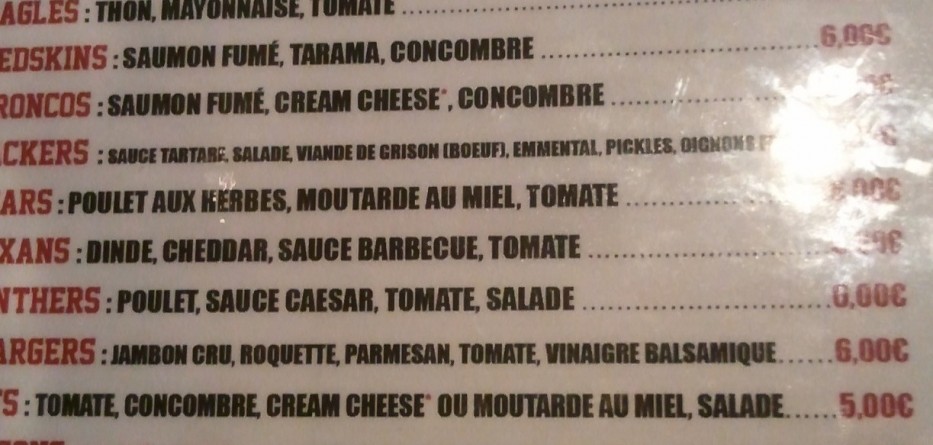 AGLES : THON, MAYONNAISE, TOMATE
EDSKINS : SAUMON FUMÉ, TARAMA, CONCOMBRE 6,00€
RONCOS : SAUMON FUMÉ, CREAM CHEESE*, CONCOMBRE
CKERS : SAUCE TARTARE, SALADE, VIANDE DE GRISON (BOEUF), EMMENTAL, PICKLES, OIGNONS
ARS : POULET AUX HERBES, MOUTARDE AU MIEL, TOMATE
XANS : DINDE, CHEDDAR, SAUCE BARBECUE, TOMATE
NTHERS : POULET, SAUCE CAESAR, TOMATE, SALADE 6,00€
ARGERS : JAMBON CRU, ROQUETTE, PARMESAN, TOMATE, VINAIGRE BALSAMIQUE 6,00€
S : TOMATE, CONCOMBRE, CREAM CHEESE* OU MOUTARDE AU MIEL, SALADE 5,00€